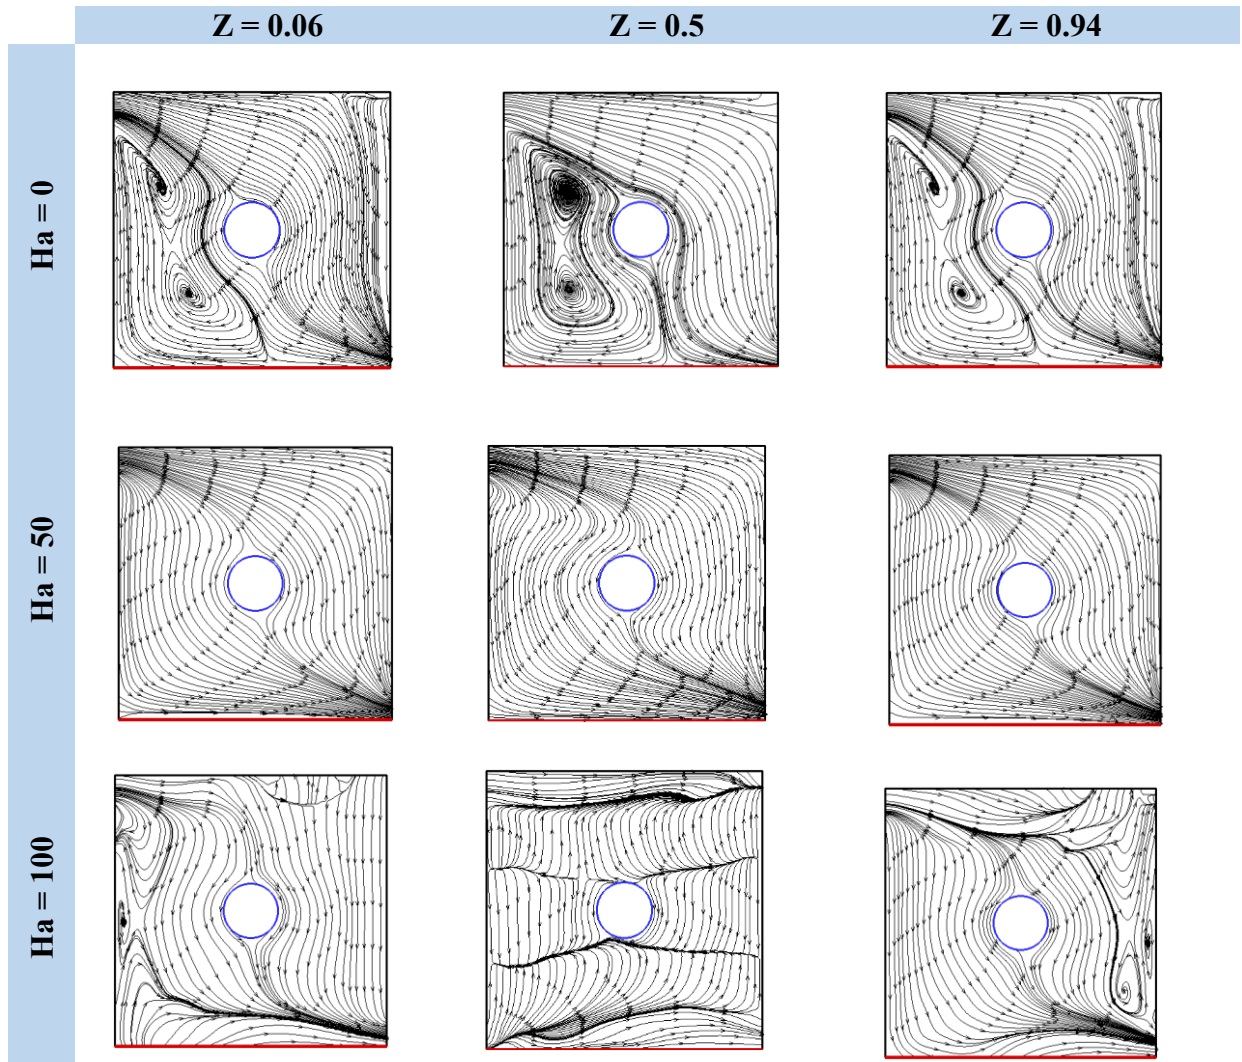 Z = 0.06 Z = 0.5 Z = 0.94
Ha = 0
Ha = 50
Ha = 100